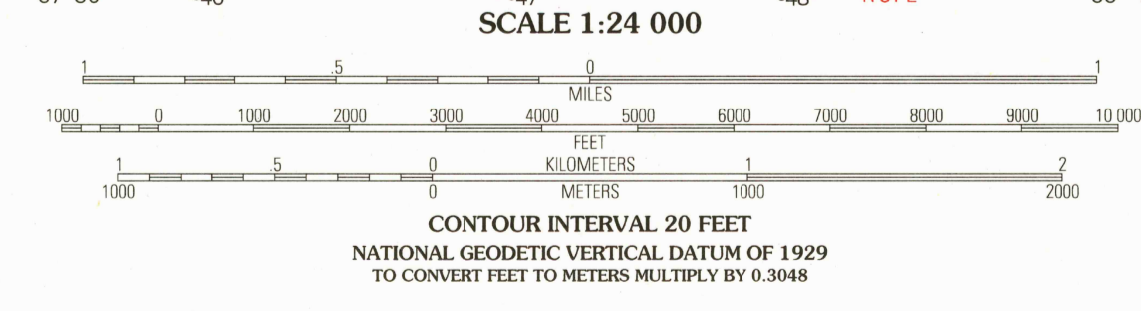 SCALE 1:24 000
1 .5 0 1
MILES
1000 0 1000 2000 3000 4000 5000 6000 7000 8000 9000 10 000
FEET
1 .5 0 KILOMETERS 1 2
1000 0 METERS 1000 2000
CONTOUR INTERVAL 20 FEET
NATIONAL GEODETIC VERTICAL DATUM OF 1929
TO CONVERT FEET TO METERS MULTIPLY BY 0.3048